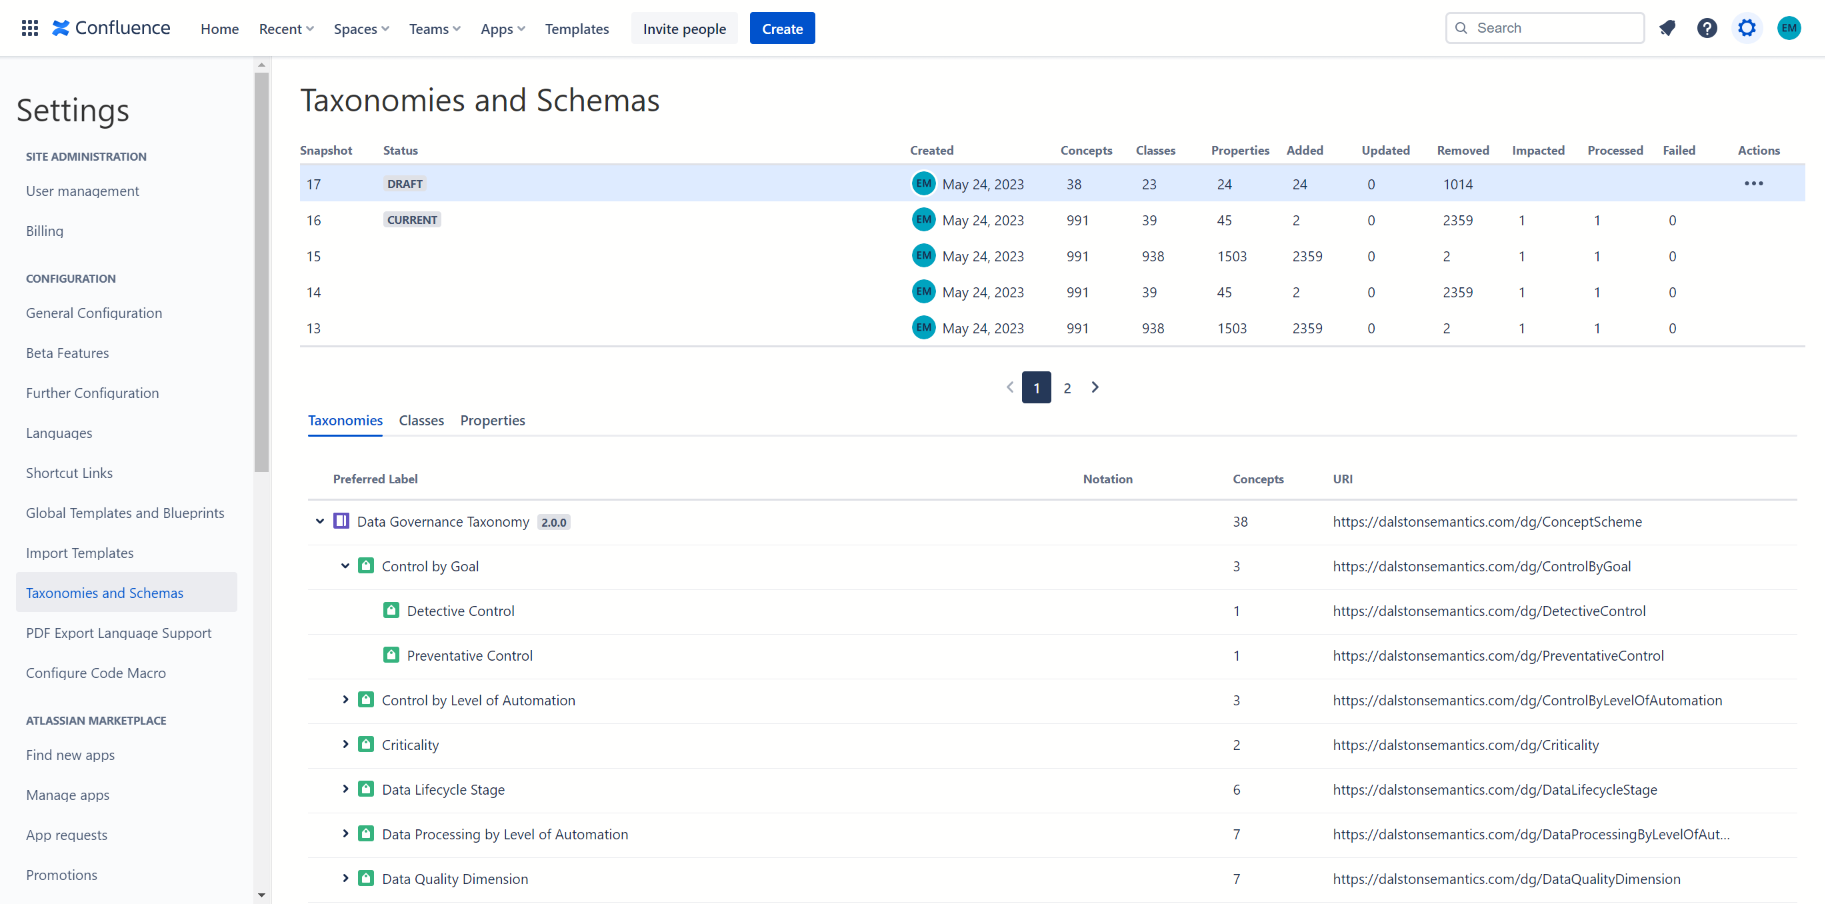 Confluence Home Recent Spaces Teams Apps Templates Invite people Create Search EM
Settings
SITE ADMINISTRATION
User management
Billing
CONFIGURATION
General Configuration
Beta Features
Further Configuration
Languages
Shortcut Links
Global Templates and Blueprints
Import Templates
Taxonomies and Schemas
PDF Export Language Support
Configure Code Macro
ATLASSIAN MARKETPLACE
Find new apps
Manage apps
App requests
Promotions
Taxonomies and Schemas
Snapshot Status Created Concepts Classes Properties Added Updated Removed Impacted Processed Failed Actions
17 DRAFT EM May 24, 2023 38 23 24 24 0 1014
16 CURRENT EM May 24, 2023 991 39 45 2 0 2359 1 1 0
15 EM May 24, 2023 991 938 1503 2359 0 2 1 1 0
14 EM May 24, 2023 991 39 45 2 0 2359 1 1 0
13 EM May 24, 2023 991 938 1503 2359 0 2 1 1 0
1 2
Taxonomies Classes Properties
Preferred Label Notation Concepts URI
Data Governance Taxonomy 2.0.0 38 https://dalstonsemantics.com/dg/ConceptScheme
Control by Goal 3 https://dalstonsemantics.com/dg/ControlByGoal
Detective Control 1 https://dalstonsemantics.com/dg/DetectiveControl
Preventative Control 1 https://dalstonsemantics.com/dg/PreventativeControl
Control by Level of Automation 3 https://dalstonsemantics.com/dg/ControlByLevelOfAutomation
Criticality 2 https://dalstonsemantics.com/dg/Criticality
Data Lifecycle Stage 6 https://dalstonsemantics.com/dg/DataLifecycleStage
Data Processing by Level of Automation 7 https://dalstonsemantics.com/dg/DataProcessingByLevelOfAut...
Data Quality Dimension 7 https://dalstonsemantics.com/dg/DataQualityDimension